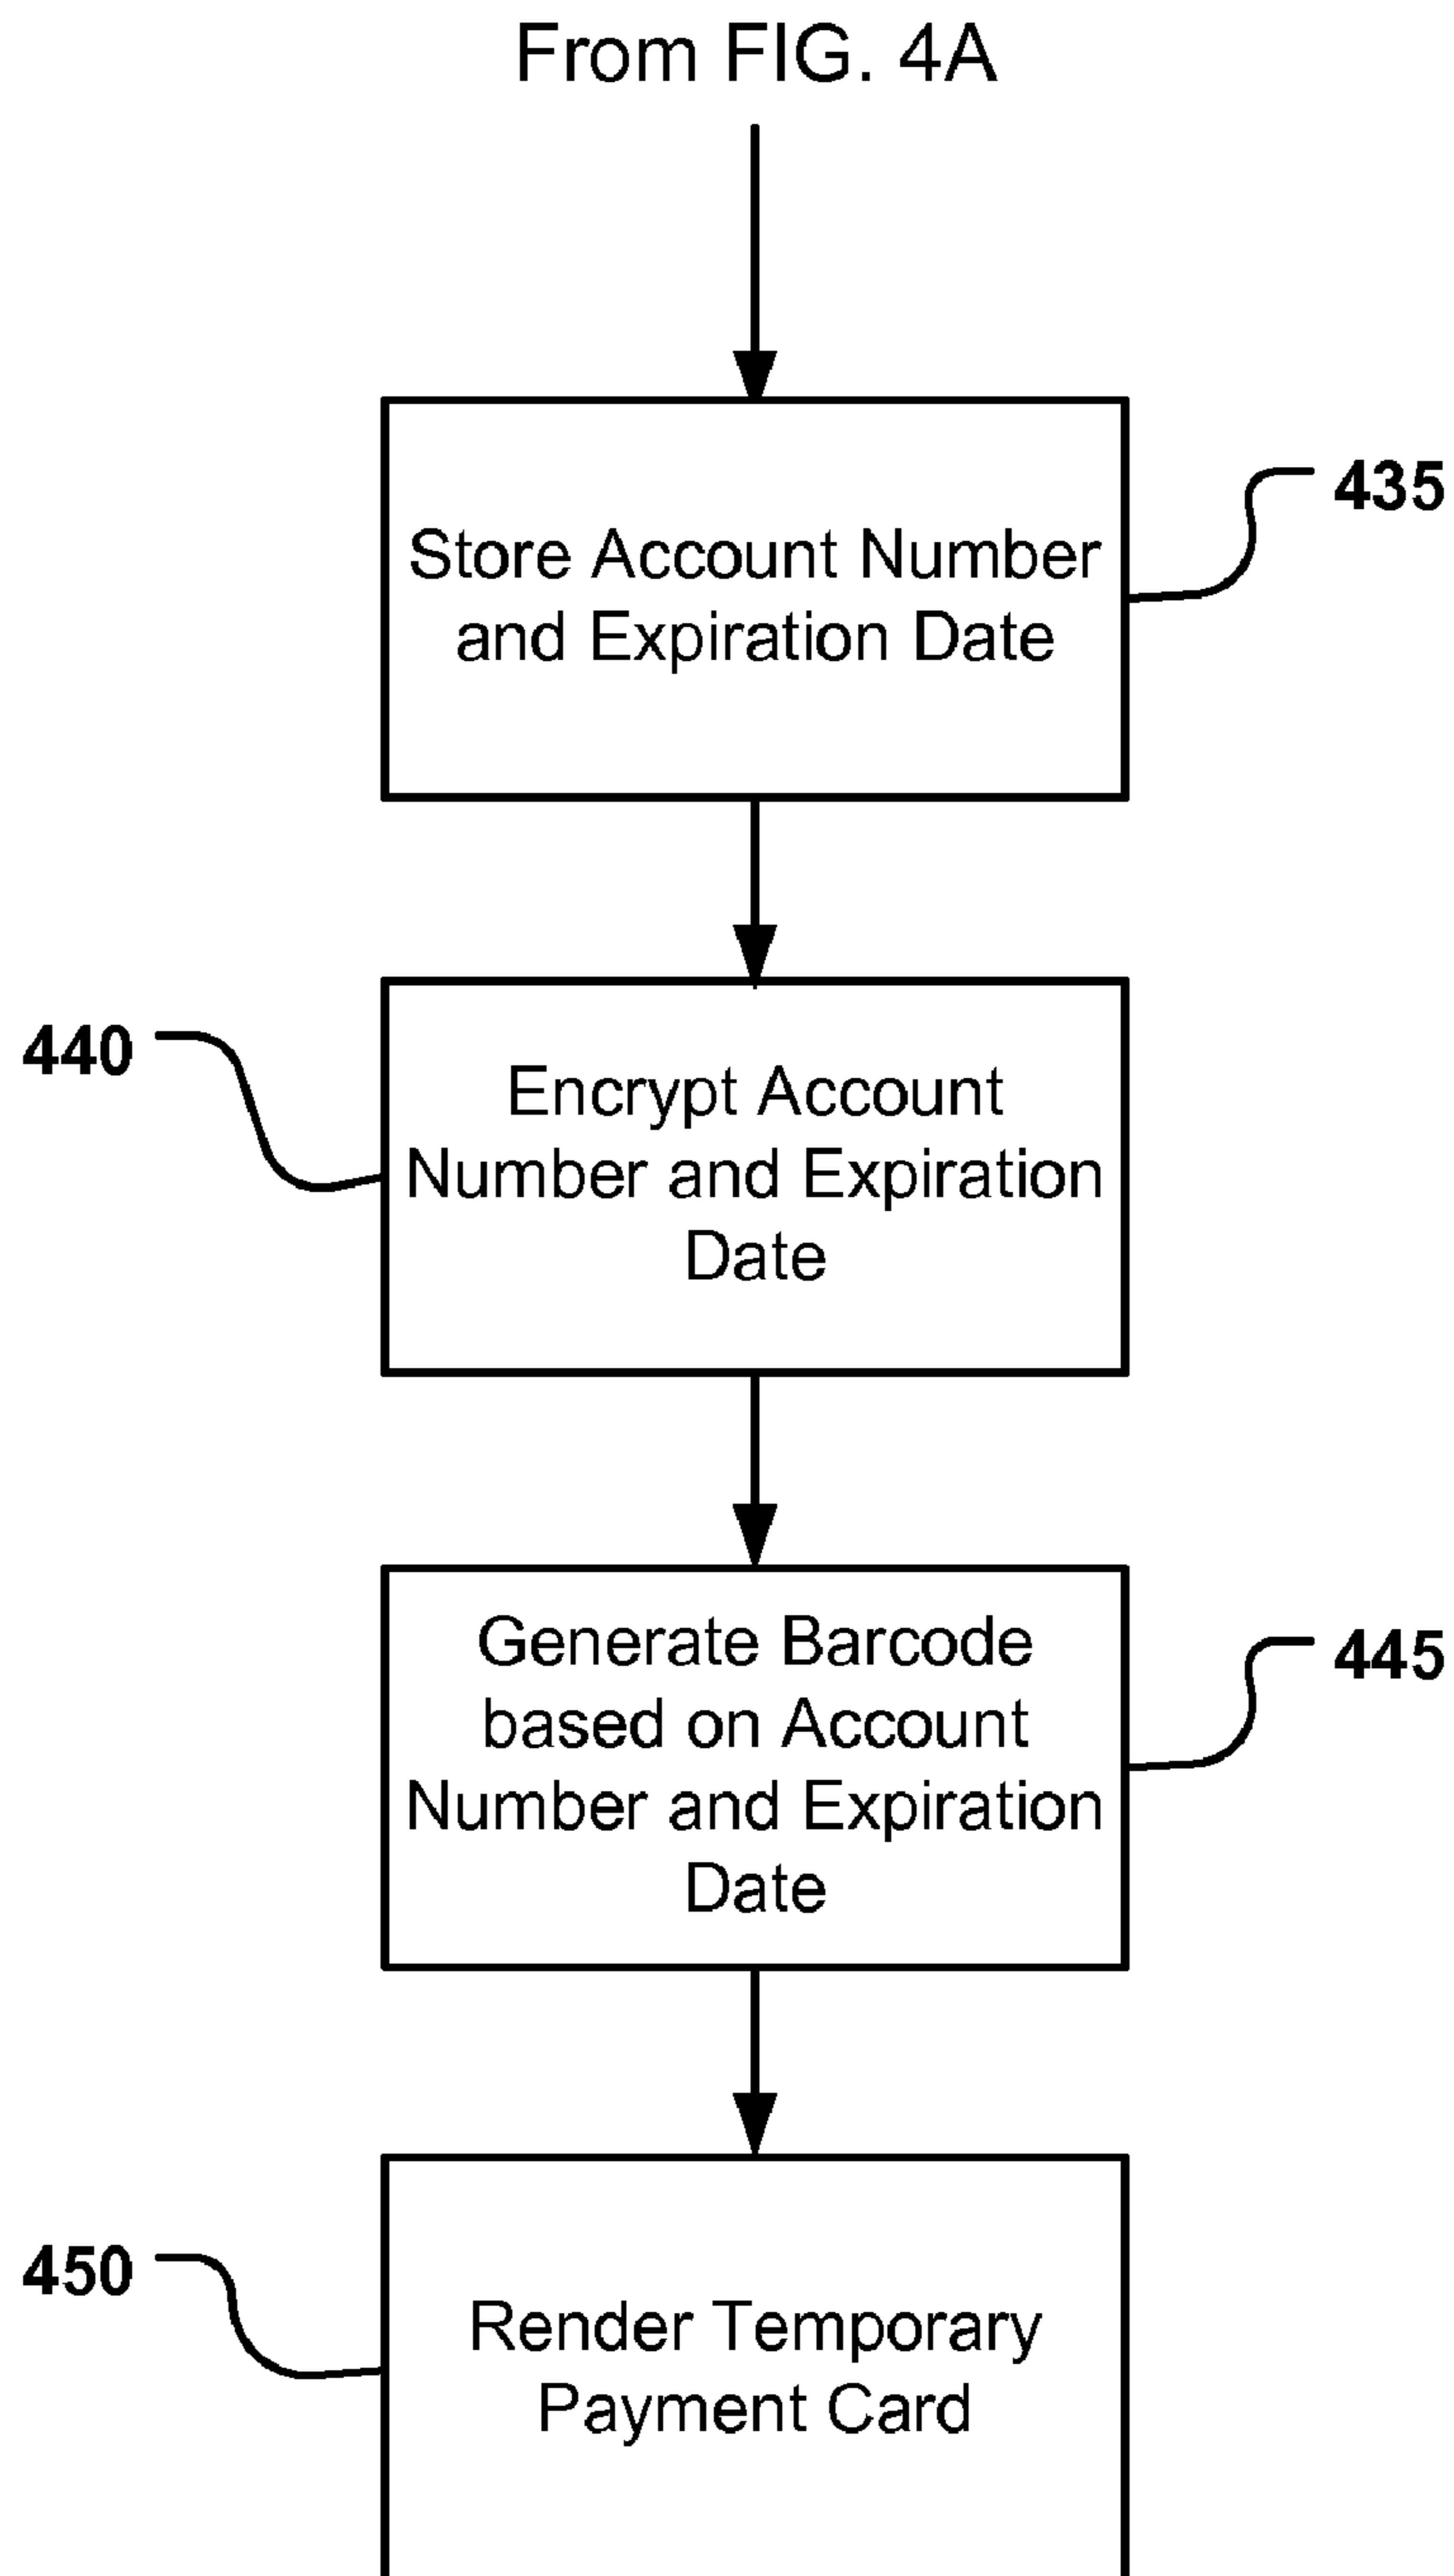 From FIG. 4A
435
Store Account Number
and Expiration Date
440
Encrypt Account
Number and Expiration
Date
445
Generate Barcode
based on Account
Number and Expiration
Date
450
Render Temporary
Payment Card